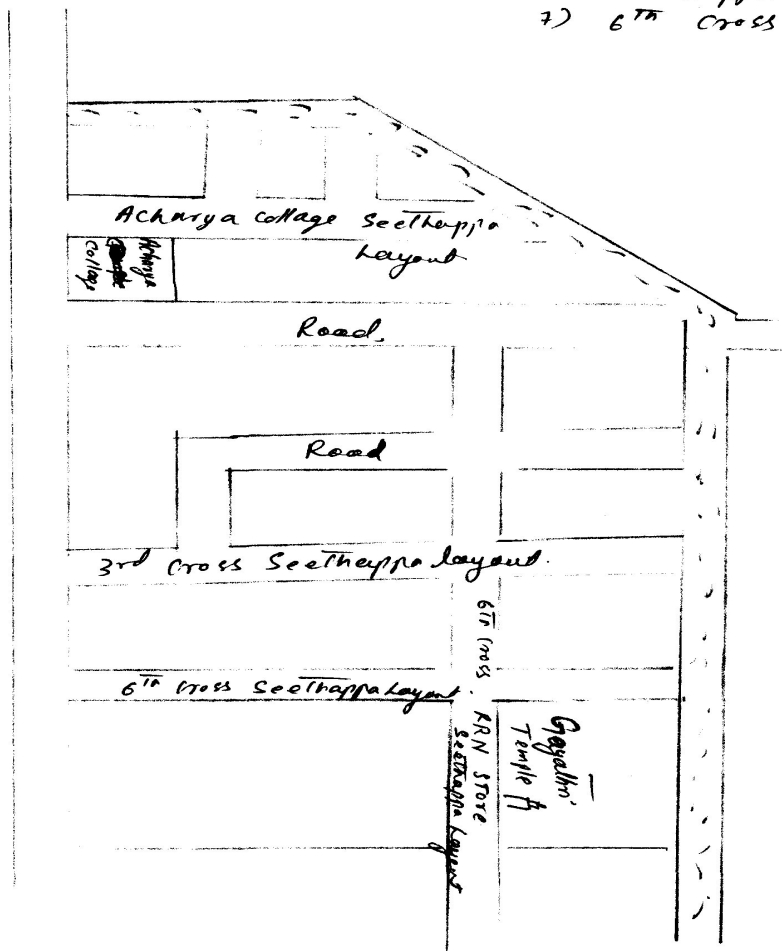 7) 6th Cross
Acharya collage Seethappa
Layout
Acharya
Collage
Road,
Road
3rd cross Seethappa layout.
6th cross Seethappa Layout
6th cross. RRN STore
Seethappa Layout
Gayathri
Temple